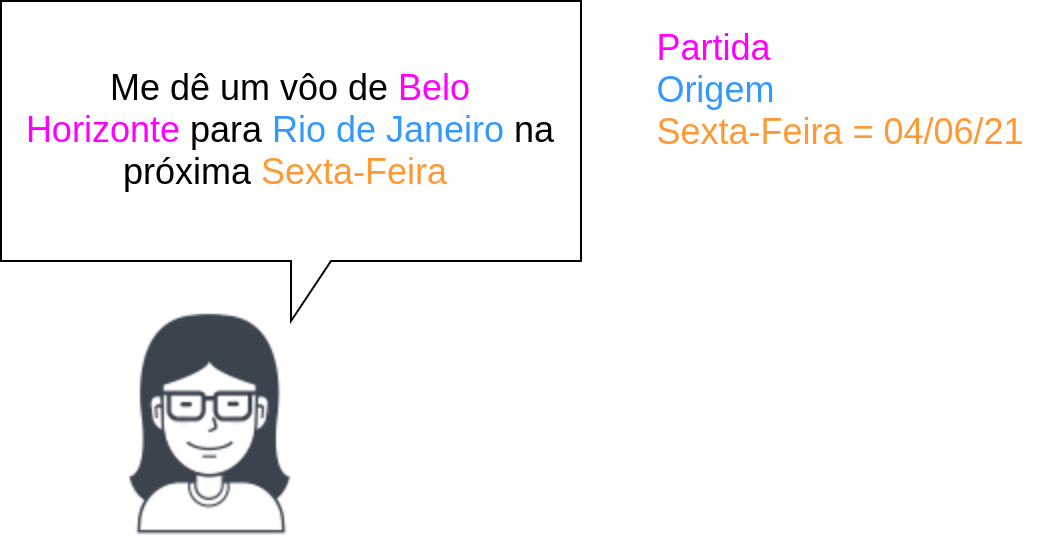 Me dê um vôo de Belo
Horizonte para Rio de Janeiro na
próxima Sexta-Feira
Partida
Origem
Sexta-Feira = 04/06/21